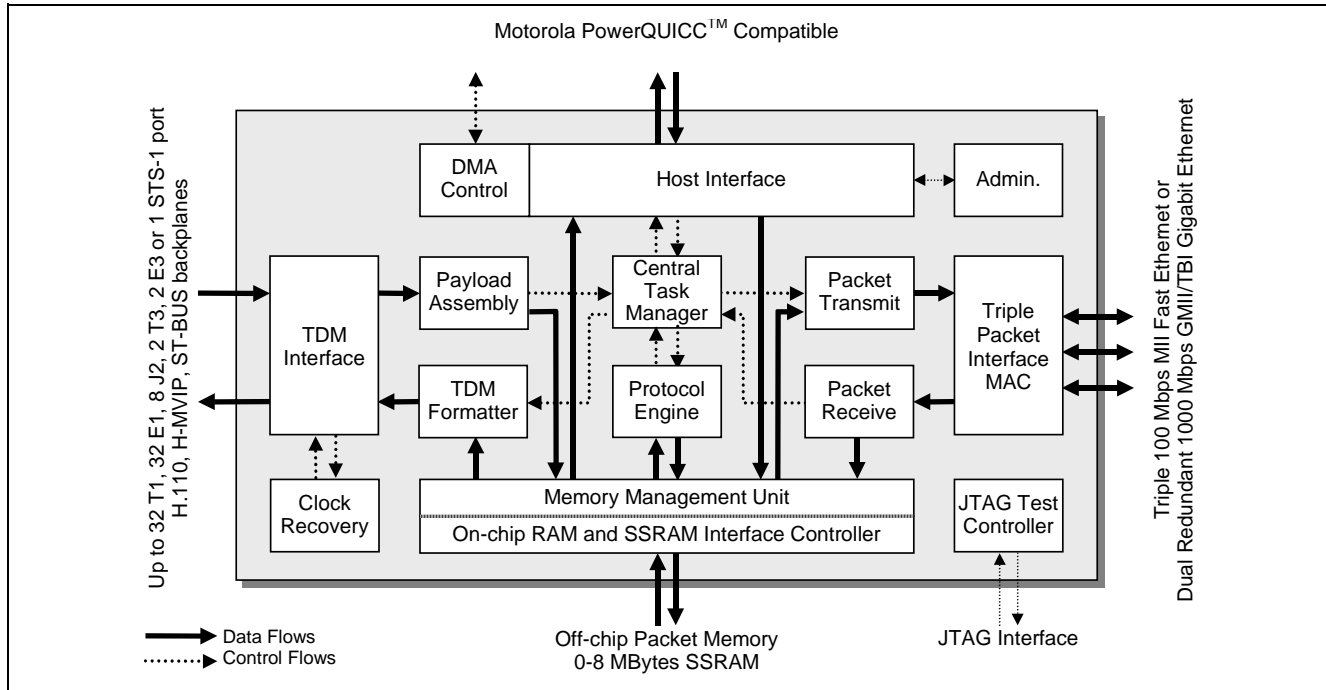 Motorola PowerQUICC™ Compatible
Up to 32 T1, 32 E1, 8 J2, 2 T3, 2 E3 or 1 STS-1 port
H.110, H-MVIP, ST-BUS backplanes
DMA
Control
Host Interface
Admin.
TDM
Interface
Payload
Assembly
Central
Task
Manager
Packet
Transmit
Triple
Packet
Interface
MAC
TDM
Formatter
Protocol
Engine
Packet
Receive
Clock
Recovery
Memory Management Unit
On-chip RAM and SSRAM Interface Controller
JTAG Test
Controller
Triple 100 Mbps MII Fast Ethernet or
Dual Redundant 1000 Mbps GMII/TBI Gigabit Ethernet
Data Flows
Control Flows
Off-chip Packet Memory
0-8 MBytes SSRAM
JTAG Interface